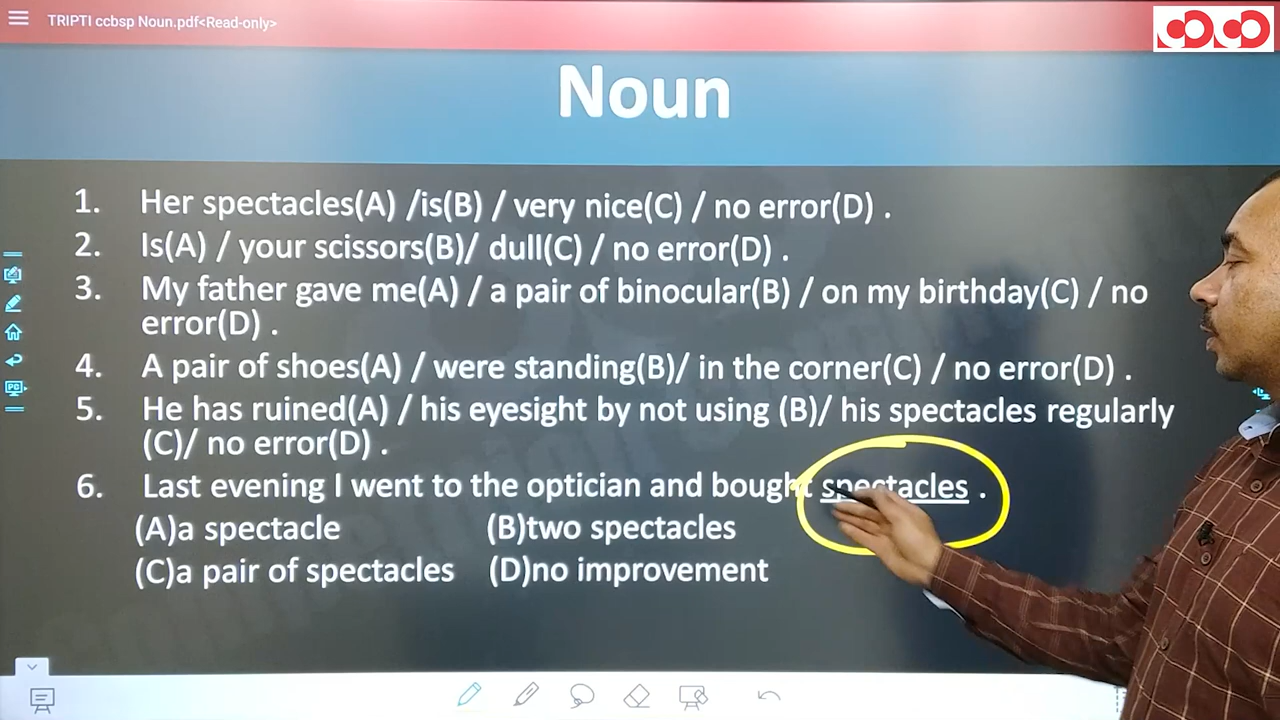 TRIPTI ccbsp Noun.pdf<Read-only>
Noun
1. Her spectacles(A) /is(B) / very nice(C) / no error(D) .
2. Is(A) / your scissors(B)/ dull(C) / no error(D) .
3. My father gave me(A) / a pair of binocular(B) / on my birthday(C) / no
error(D) .
4. A pair of shoes(A) / were standing(B)/ in the corner(C) / no error(D) .
5. He has ruined(A) / his eyesight by not using (B)/ his spectacles regularly
(C)/ no error(D) .
6. Last evening I went to the optician and bought spectacles .
(A)a spectacle (B)two spectacles
(C)a pair of spectacles (D)no improvement